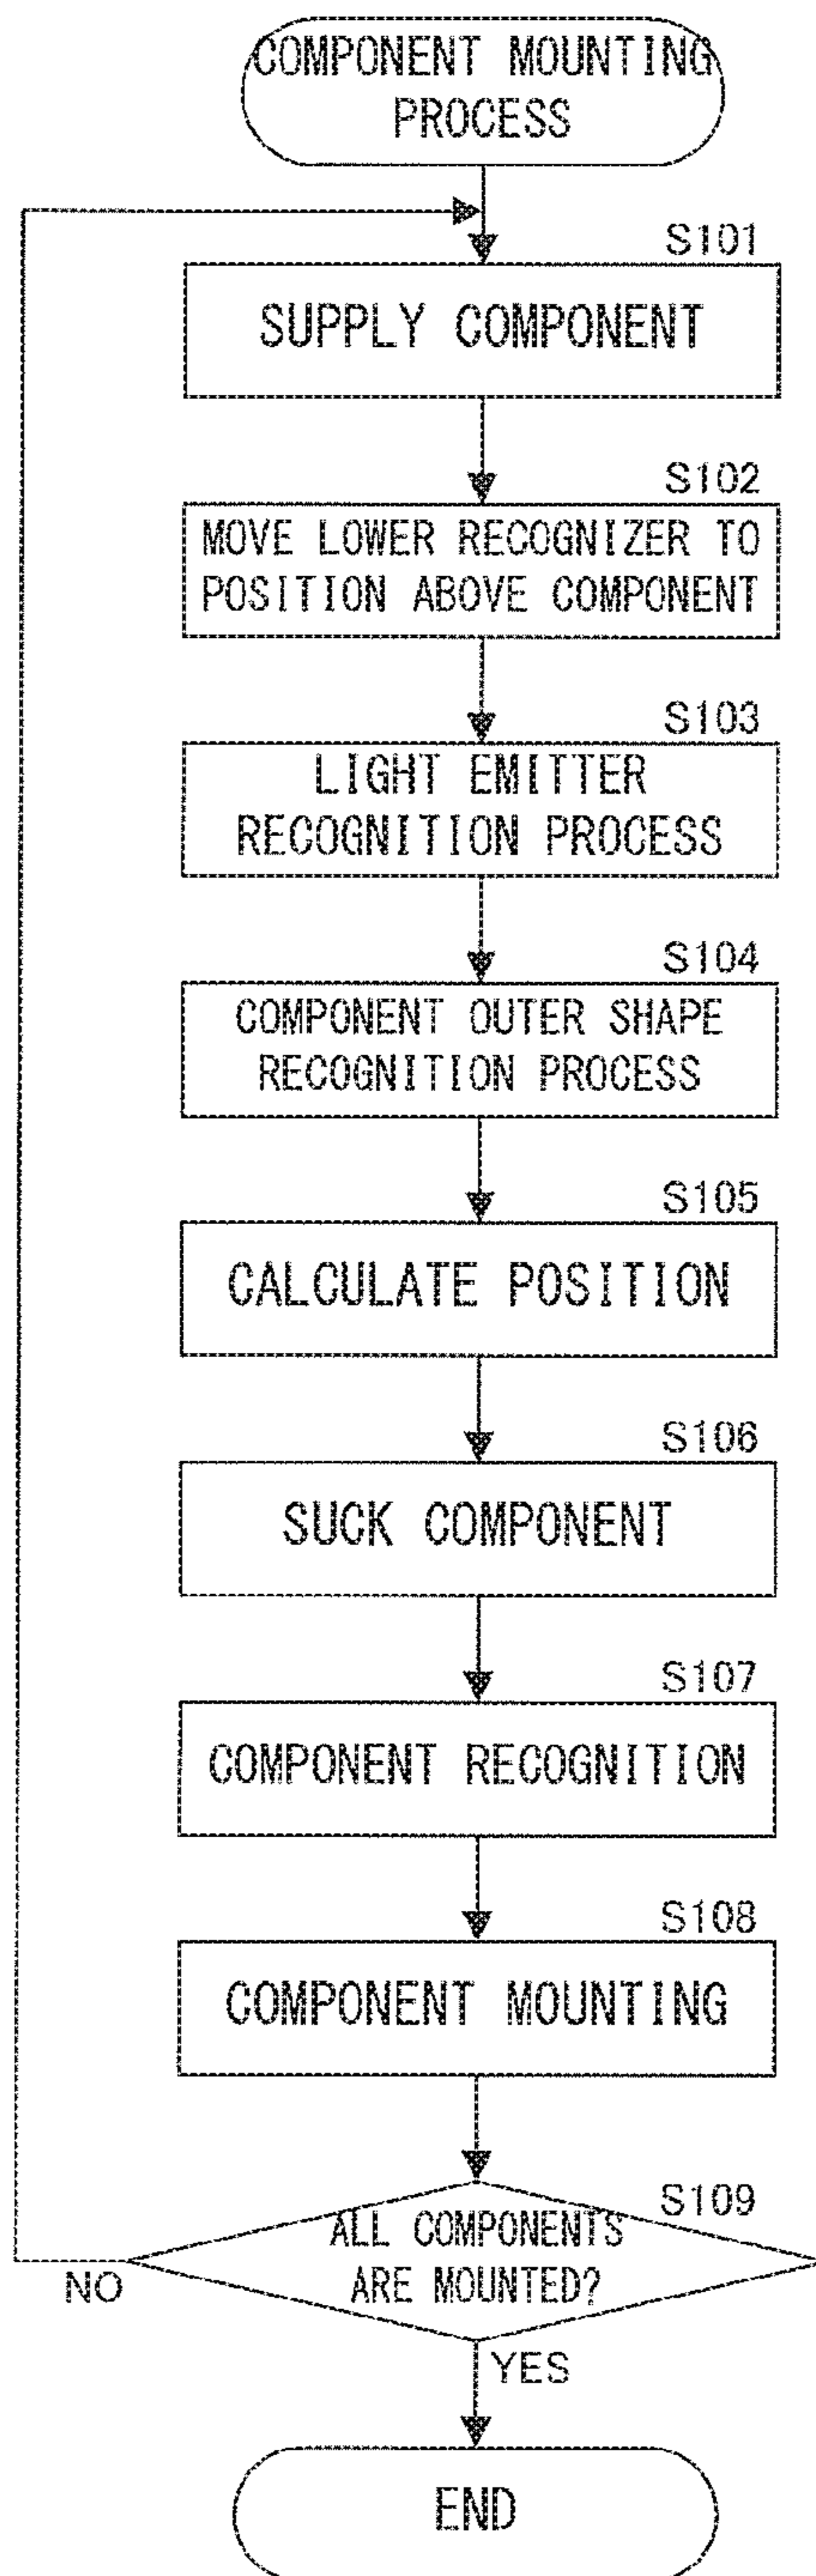 COMPONENT MOUNTING
PROCESS
S101
SUPPLY COMPONENT
S102
MOVE LOWER RECOGNIZER TO
POSITION ABOVE COMPONENT
S103
LIGHT EMITTER
RECOGNITION PROCESS
S104
COMPONENT OUTER SHAPE
RECOGNITION PROCESS
S105
CALCULATE POSITION
S106
SUCK COMPONENT
S107
COMPONENT RECOGNITION
S108
COMPONENT MOUNTING
S109
ALL COMPONENTS
ARE MOUNTED?
NO
YES
END